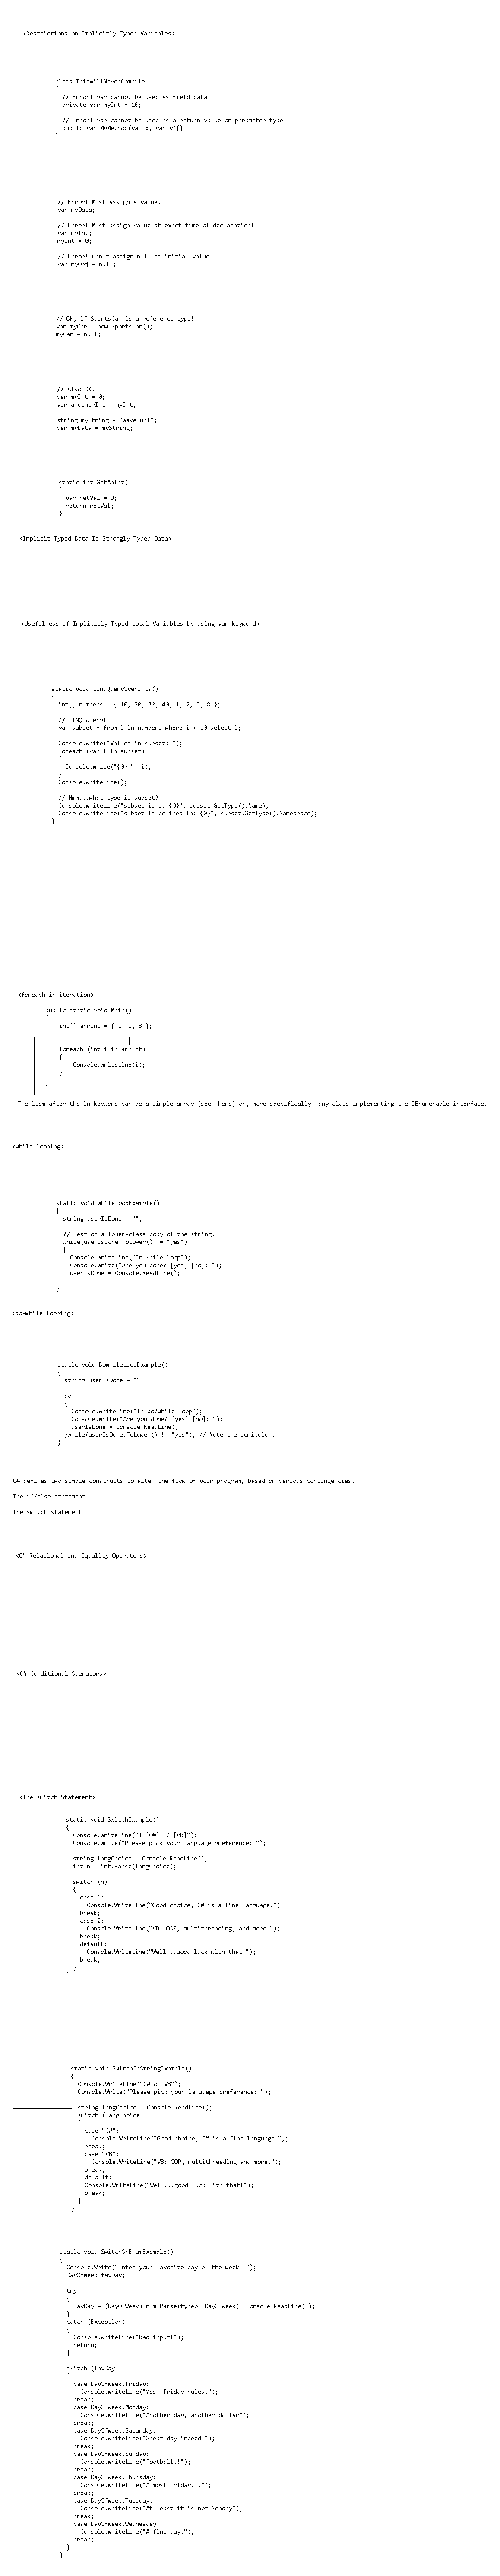 <Restrictions on Implicitly Typed Variables>
class ThisWillNeverCompile
{
// Error! var cannot be used as field data!
private var myInt = 10;
// Error! var cannot be used as a return value or parameter type!
public var MyMethod(var x, var y){}
}
// Error! Must assign a value!
var myData;
// Error! Must assign value at exact time of declaration!
var myInt;
myInt = 0;
// Error! Can't assign null as initial value!
var myObj = null;
// OK, if SportsCar is a reference type!
var myCar = new SportsCar();
myCar = null;
// Also OK!
var myInt = 0;
var anotherInt = myInt;
string myString = "Wake up!";
var myData = myString;
static int GetAnInt()
{
var retVal = 9;
return retVal;
}
<Implicit Typed Data Is Strongly Typed Data>
<Usefulness of Implicitly Typed Local Variables by using var keyword>
static void LinqQueryOverInts()
{
int[] numbers = { 10, 20, 30, 40, 1, 2, 3, 8 };
// LINQ query!
var subset = from i in numbers where i < 10 select i;
Console.Write("Values in subset: ");
foreach (var i in subset)
{
Console.Write("{0} ", i);
}
Console.WriteLine();
// Hmm...what type is subset?
Console.WriteLine("subset is a: {0}", subset.GetType().Name);
Console.WriteLine("subset is defined in: {0}", subset.GetType().Namespace);
}
<foreach-in iteration>
public static void Main()
{
int[] arrInt = { 1, 2, 3 };
foreach (int i in arrInt)
{
Console.WriteLine(i);
}
}
The item after the in keyword can be a simple array (seen here) or, more specifically, any class implementing the IEnumerable interface.
<while looping>
static void WhileLoopExample()
{
string userIsDone = "";
// Test on a lower-class copy of the string.
while(userIsDone.ToLower() != "yes")
{
Console.WriteLine("In while loop");
Console.Write("Are you done? [yes] [no]: ");
userIsDone = Console.ReadLine();
}
}
<do-while looping>
static void DoWhileLoopExample()
{
string userIsDone = "";
do
{
Console.WriteLine("In do/while loop");
Console.Write("Are you done? [yes] [no]: ");
userIsDone = Console.ReadLine();
}while(userIsDone.ToLower() != "yes"); // Note the semicolon!
}
C# defines two simple constructs to alter the flow of your program, based on various contingencies.
The if/else statement
The switch statement
<C# Relational and Equality Operators>
<C# Conditional Operators>
<The switch Statement>
static void SwitchExample()
{
Console.WriteLine("1 [C#], 2 [VB]");
Console.Write("Please pick your language preference: ");
string langChoice = Console.ReadLine();
int n = int.Parse(langChoice);
switch (n)
{
case 1:
Console.WriteLine("Good choice, C# is a fine language.");
break;
case 2:
Console.WriteLine("VB: OOP, multithreading, and more!");
break;
default:
Console.WriteLine("Well...good luck with that!");
break;
}
}
static void SwitchOnStringExample()
{
Console.WriteLine("C# or VB");
Console.Write("Please pick your language preference: ");
string langChoice = Console.ReadLine();
switch (langChoice)
{
case "C#":
Console.WriteLine("Good choice, C# is a fine language.");
break;
case "VB":
Console.WriteLine("VB: OOP, multithreading and more!");
break;
default:
Console.WriteLine("Well...good luck with that!");
break;
}
}
static void SwitchOnEnumExample()
{
Console.Write("Enter your favorite day of the week: ");
DayOfWeek favDay;
try
{
favDay = (DayOfWeek)Enum.Parse(typeof(DayOfWeek), Console.ReadLine());
}
catch (Exception)
{
Console.WriteLine("Bad input!");
return;
}
switch (favDay)
{
case DayOfWeek.Friday:
Console.WriteLine("Yes, Friday rules!");
break;
case DayOfWeek.Monday:
Console.WriteLine("Another day, another dollar");
break;
case DayOfWeek.Saturday:
Console.WriteLine("Great day indeed.");
break;
case DayOfWeek.Sunday:
Console.WriteLine("Football!!");
break;
case DayOfWeek.Thursday:
Console.WriteLine("Almost Friday...");
break;
case DayOfWeek.Tuesday:
Console.WriteLine("At least it is not Monday");
break;
case DayOfWeek.Wednesday:
Console.WriteLine("A fine day.");
break;
}
}